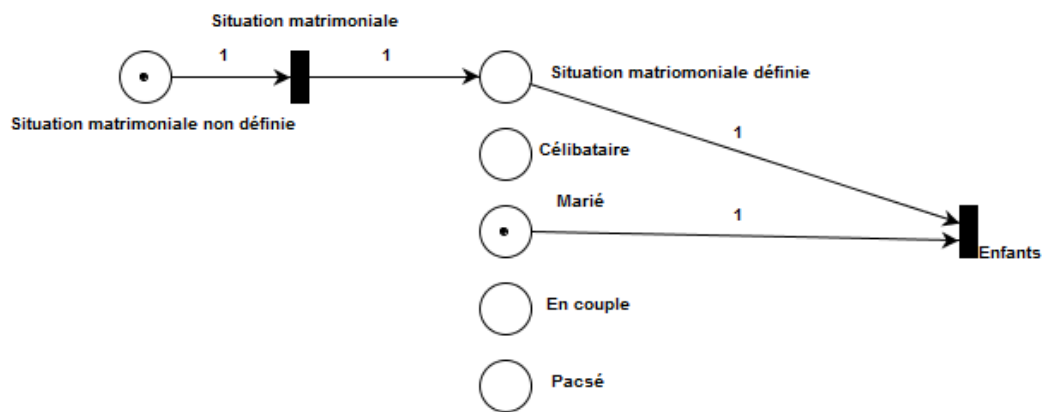 Situation matrimoniale
1
1
Situation matriomoniale définie
Situation matrimoniale non définie
1
Célibataire
Marié
1
Enfants
En couple
Pacsé